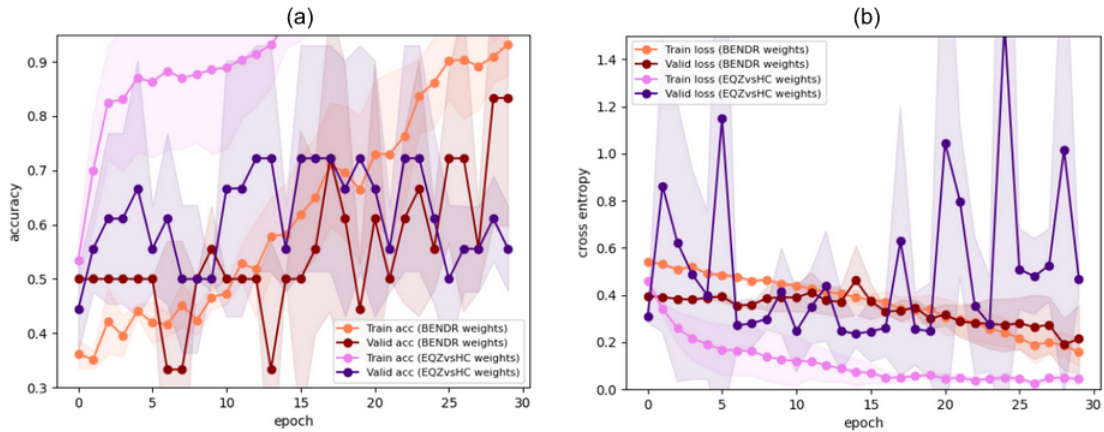 (a)
accuracy
0.9
0.8
0.7
0.6
0.5
0.4
0.3
Train acc (BENDR weights)
Valid acc (BENDR weights)
Train acc (EQZvsHC weights)
Valid acc (EQZvsHC weights)
0 5 10 15 20 25 30
epoch
(b)
cross entropy
1.4
1.2
1.0
0.8
0.6
0.4
0.2
0.0
Train loss (BENDR weights)
Valid loss (BENDR weights)
Train loss (EQZvsHC weights)
Valid loss (EQZvsHC weights)
0 5 10 15 20 25 30
epoch